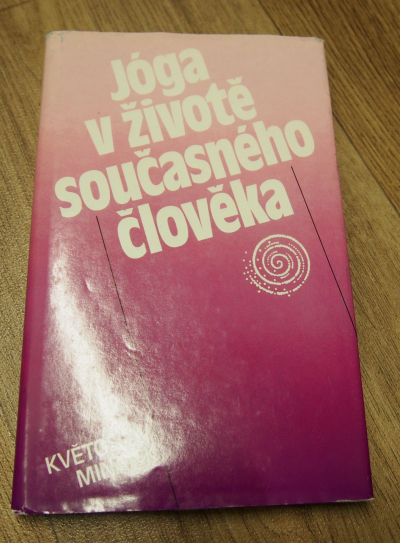 Jóga
v životě
současného
člověka